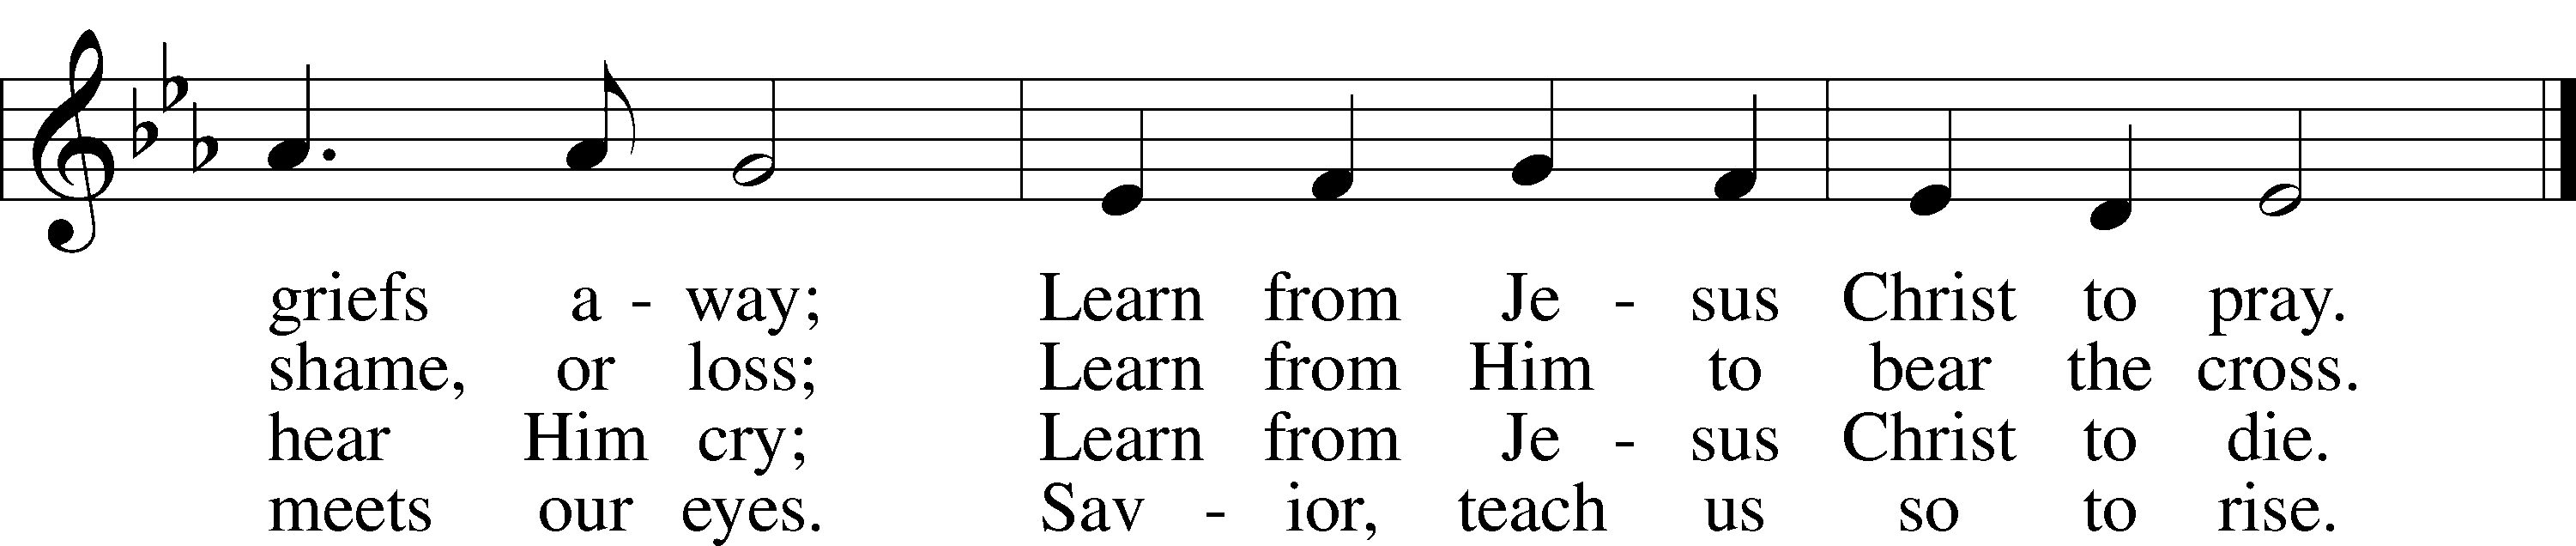 griefs a - way; Learn from Je - sus Christ to pray.
shame, or loss; Learn from Him to bear the cross.
hear Him cry; Learn from Je - sus Christ to die.
meets our eyes. Sav - ior, teach us so to rise.